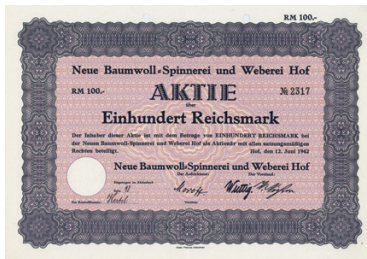 RM 100.-
Neue Baumwoll-Spinnerei und Weberei Hof
RM 100.- AKTIE № 2317
über
Einhundert Reichsmark
Der Inhaber dieser Aktie ist mit dem Betrage von EINHUNDERT REICHSMARK bei
der Neuen Baumwoll-Spinnerei und Weberei Hof als Aktionär mit allen satzungsmäßigen
Rechten beteiligt. Hof, den 12. Juni 1942
Neue Baumwoll-Spinnerei und Weberei Hof
Der Aufsichtsrat: Der Vorstand: